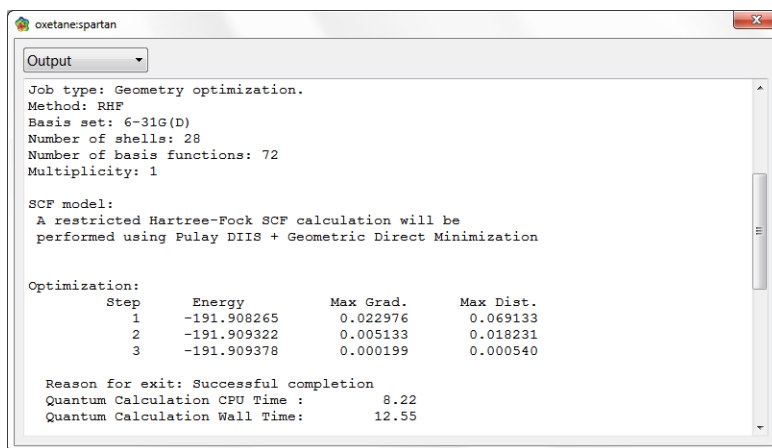 oxetane:spartan
Output
Job type: Geometry optimization.
Method: RHF
Basis set: 6-31G(D)
Number of shells: 28
Number of basis functions: 72
Multiplicity: 1
SCF model:
A restricted Hartree-Fock SCF calculation will be
performed using Pulay DIIS + Geometric Direct Minimization
Optimization:
Step Energy Max Grad. Max Dist.
1 -191.908265 0.022976 0.069133
2 -191.909322 0.005133 0.018231
3 -191.909378 0.000199 0.000540
Reason for exit: Successful completion
Quantum Calculation CPU Time : 8.22
Quantum Calculation Wall Time: 12.55